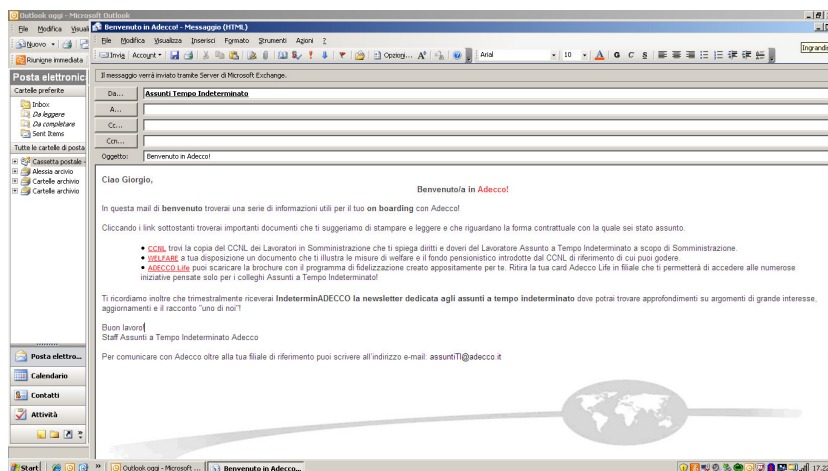 Outlook oggi - Microsoft Outlook
Benvenuto in Adecco! - Messaggio (HTML)
File Modifica Visuali
File Modifica Visualizza Inserisci Formato Strumenti Azioni ?
Nuovo
Invia Account Opzioni... Arial 10 A G C S
Ingrandis
Riunione immediata
Posta elettronic
Il messaggio verrà inviato tramite Server di Microsoft Exchange.
Cartelle preferite
Inbox
Da leggere
Da completare
Sent Items
Tutte le cartelle di posta
Cassetta postale -
Alessia arcivio
Cartelle archivio
Cartelle archivio
Da... Assunti Tempo Indeterminato
A...
Cc...
Ccn...
Oggetto: Benvenuto in Adecco!
Ciao Giorgio,
Benvenuto/a in Adecco!
In questa mail di benvenuto troverai una serie di informazioni utili per il tuo on boarding con Adecco!
Cliccando i link sottostanti troverai importanti documenti che ti suggeriamo di stampare e leggere e che riguardano la forma contrattuale con la quale sei stato assunto.
• CCNL trovi la copia del CCNL dei Lavoratori in Somministrazione che ti spiega diritti e doveri del Lavoratore Assunto a Tempo Indeterminato a scopo di Somministrazione.
• WELFARE a tua disposizione un documento che ti illustra le misure di welfare e il fondo pensionistico introdotte dal CCNL di riferimento di cui puoi godere.
• ADECCO Life puoi scaricare la brochure con il programma di fidelizzazione creato appositamente per te. Ritira la tua card Adecco Life in filiale che ti permetterà di accedere alle numerose
iniziative pensate solo per i colleghi Assunti a Tempo Indeterminato!
Ti ricordiamo inoltre che trimestralmente riceverai IndeterminADECCO la newsletter dedicata agli assunti a tempo indeterminato dove potrai trovare approfondimenti su argomenti di grande interesse,
aggiornamenti e il racconto "uno di noi"!
Buon lavoro!
Staff Assunti a Tempo Indeterminato Adecco
Per comunicare con Adecco oltre alla tua filiale di riferimento puoi scrivere all'indirizzo e-mail: assuntiTI@adecco.it
Posta elettro...
Calendario
Contatti
Attività
Start
Outlook oggi - Microsoft ...
Benvenuto in Adecco...
17.22